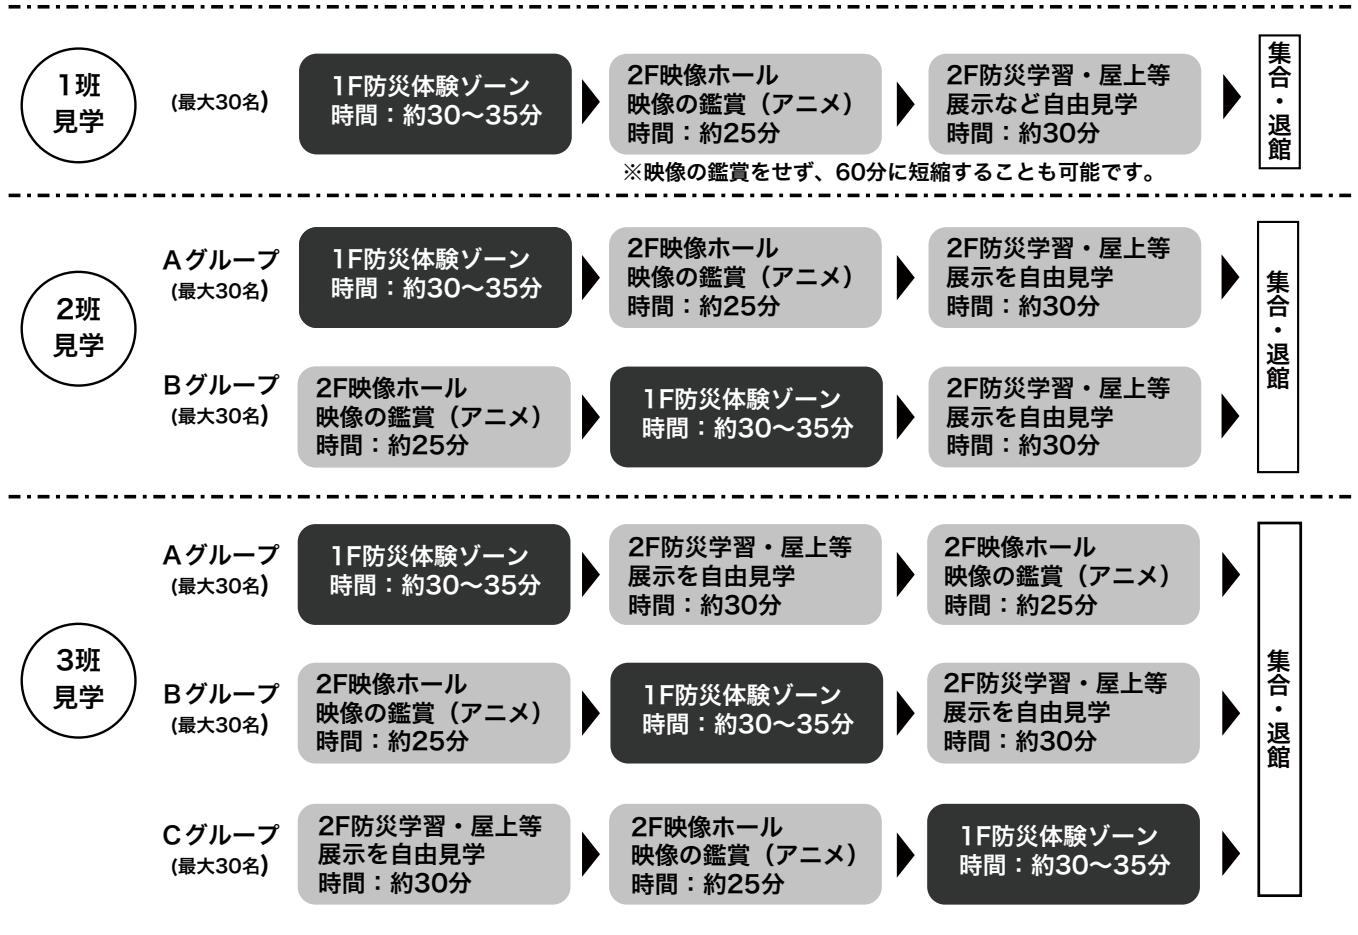 1班
見学
(最大30名)
1F防災体験ゾーン
時間：約30〜35分
2F映像ホール
映像の鑑賞（アニメ）
時間：約25分
2F防災学習・屋上等
展示など自由見学
時間：約30分
集合・退館
※映像の鑑賞をせず、60分に短縮することも可能です。
2班
見学
Aグループ
(最大30名)
1F防災体験ゾーン
時間：約30〜35分
2F映像ホール
映像の鑑賞（アニメ）
時間：約25分
2F防災学習・屋上等
展示を自由見学
時間：約30分
Bグループ
(最大30名)
2F映像ホール
映像の鑑賞（アニメ）
時間：約25分
1F防災体験ゾーン
時間：約30〜35分
2F防災学習・屋上等
展示を自由見学
時間：約30分
集合・退館
3班
見学
Aグループ
(最大30名)
1F防災体験ゾーン
時間：約30〜35分
2F防災学習・屋上等
展示を自由見学
時間：約30分
2F映像ホール
映像の鑑賞（アニメ）
時間：約25分
Bグループ
(最大30名)
2F映像ホール
映像の鑑賞（アニメ）
時間：約25分
1F防災体験ゾーン
時間：約30〜35分
2F防災学習・屋上等
展示を自由見学
時間：約30分
Cグループ
(最大30名)
2F防災学習・屋上等
展示を自由見学
時間：約30分
2F映像ホール
映像の鑑賞（アニメ）
時間：約25分
1F防災体験ゾーン
時間：約30〜35分
集合・退館